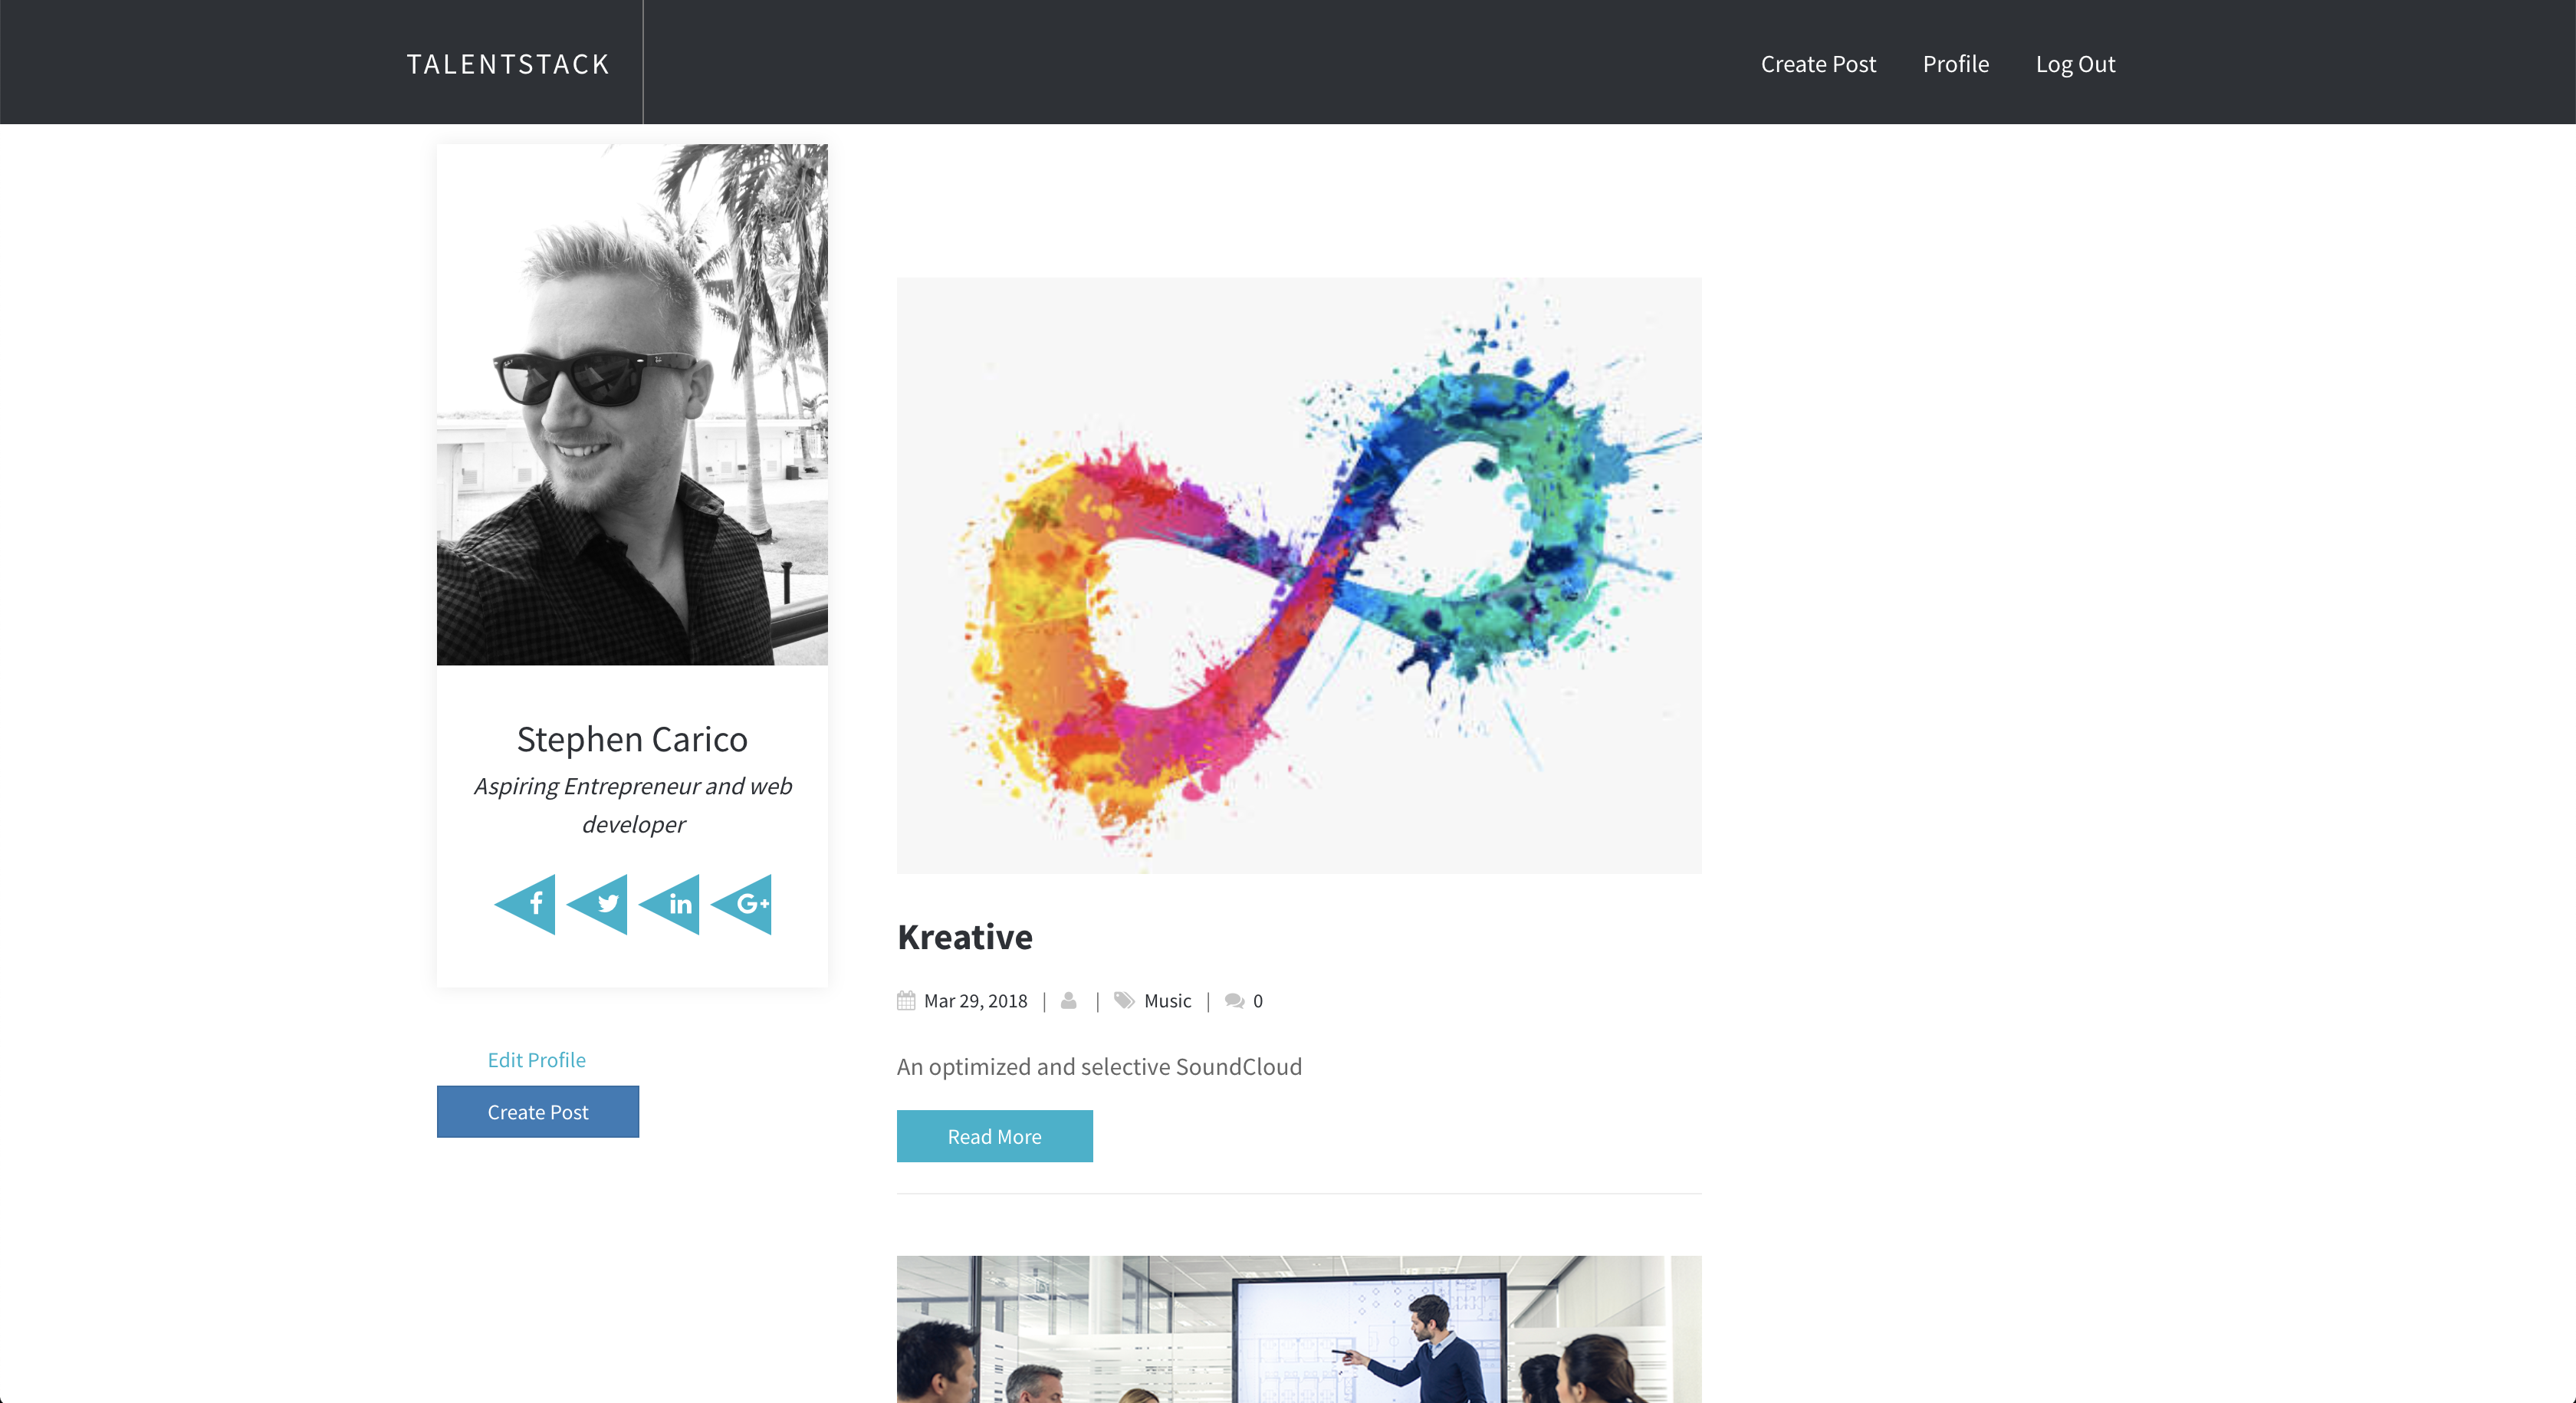 TALENTSTACK
Create Post
Profile
Log Out
Stephen Carico
Aspiring Entrepreneur and web
developer
f
in
G+
Edit Profile
Create Post
Kreative
Mar 29, 2018 | | Music | 0
An optimized and selective SoundCloud
Read More